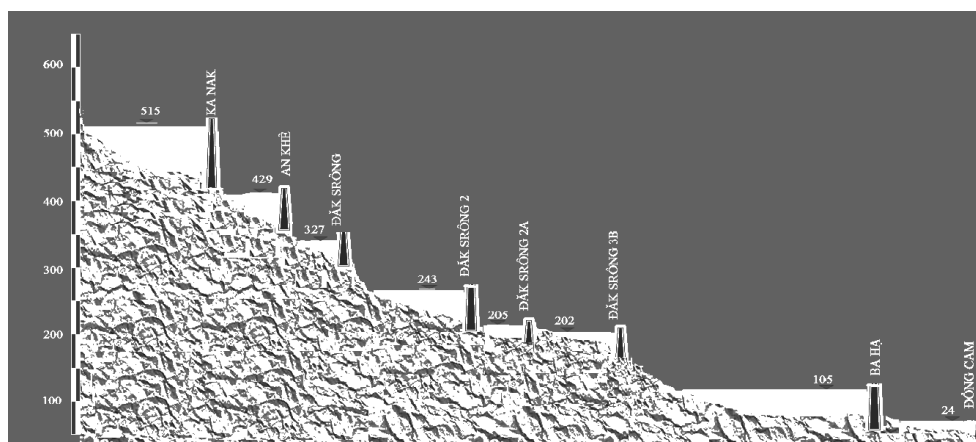 600
500
400
300
200
100
515
KA NAK
429
AN KHÊ
327
ĐĂK SRÔNG
243
ĐĂK SRÔNG 2
205
ĐĂK SRÔNG 2A
202
ĐĂK SRÔNG 3B
105
BA HẠ
24
ĐỒNG CAM